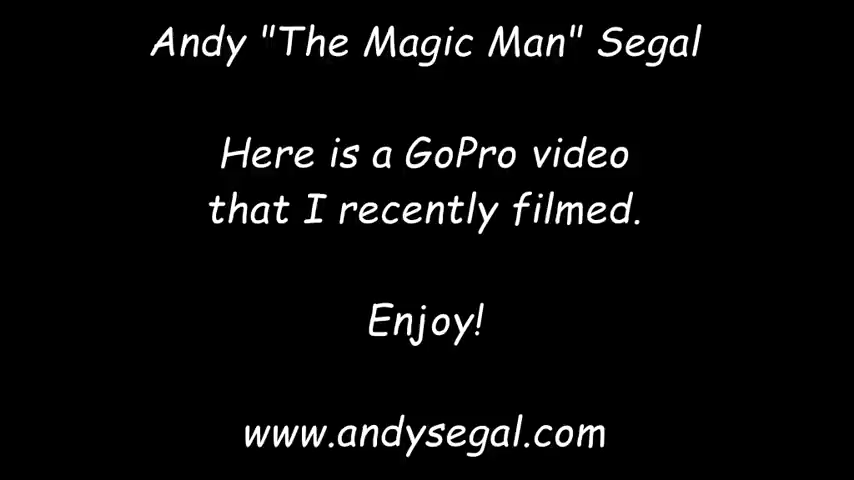 Andy "The Magic Man" Segal
Here is a GoPro video
that I recently filmed.
Enjoy!
www.andysegal.com